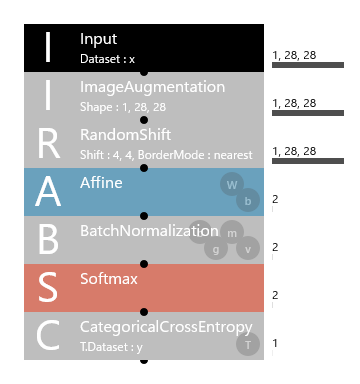 I Input 1, 28, 28
Dataset : x
I ImageAugmentation 1, 28, 28
Shape : 1, 28, 28
R RandomShift 1, 28, 28
Shift : 4, 4, BorderMode : nearest
A Affine W b 2
B BatchNormalization m g v 2
S Softmax 2
C CategoricalCrossEntropy 1
T.Dataset : y T